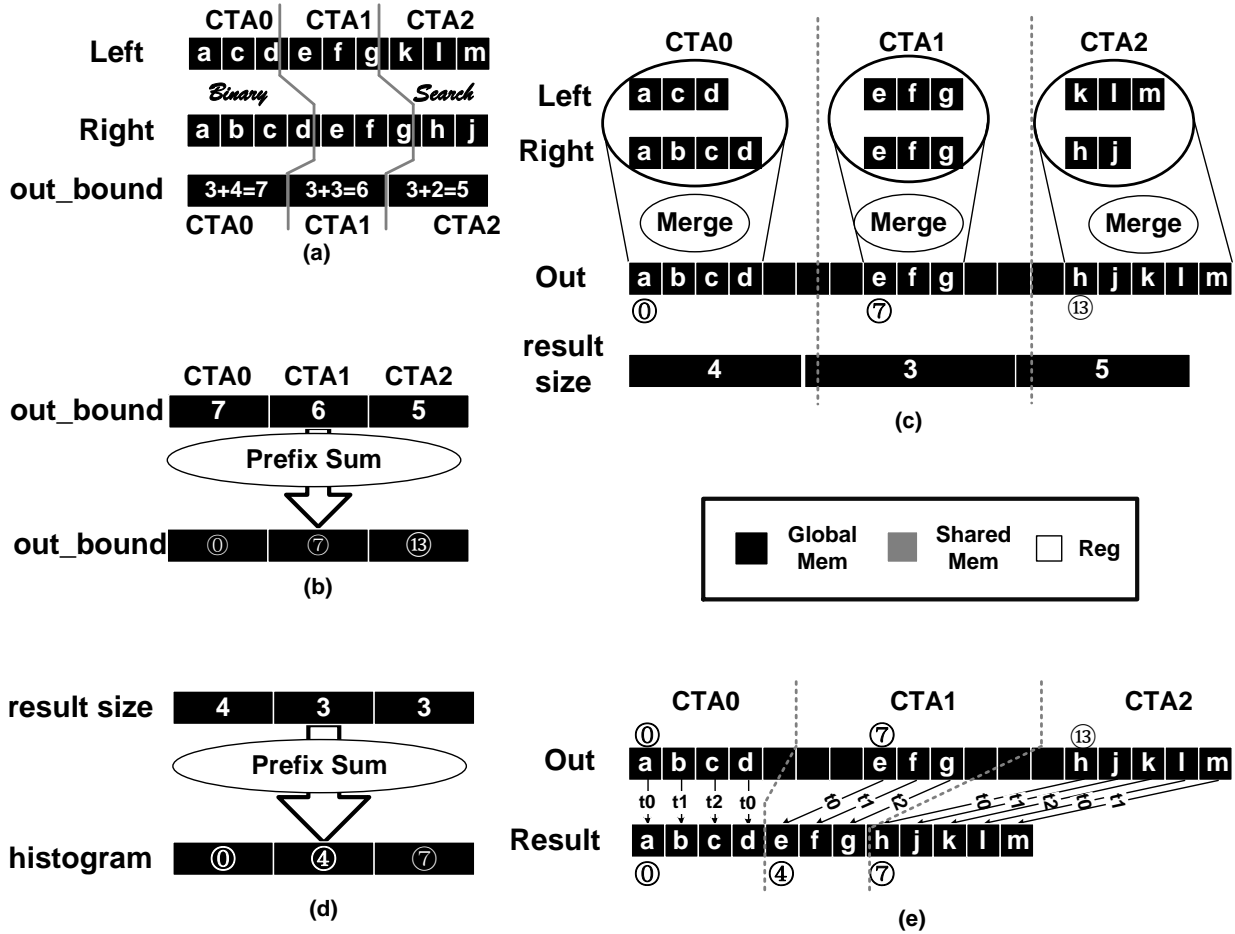 CTA0 CTA1 CTA2
Left a c d e f g k l m
Binary Search
Right a b c d e f g h j
out_bound 3+4=7 3+3=6 3+2=5
CTA0 CTA1 CTA2
(a)
CTA0 CTA1 CTA2
out_bound 7 6 5
Prefix Sum
out_bound ⓪ ⑦ ⑬
(b)
CTA0 CTA1 CTA2
Left a c d e f g k l m
Right a b c d e f g h j
Merge Merge Merge
Out a b c d e f g h j k l m
⓪ ⑦ ⑬
result
size 4 3 5
(c)
Global
Mem
Shared
Mem
Reg
result size 4 3 3
Prefix Sum
histogram ⓪ ④ ⑦
(d)
CTA0 CTA1 CTA2
⓪ ⑦ ⑬
Out a b c d e f g h j k l m
t0 t1 t2 t0 t0 t1 t2 t0 t1 t2 t0 t1
Result a b c d e f g h j k l m
⓪ ④ ⑦
(e)